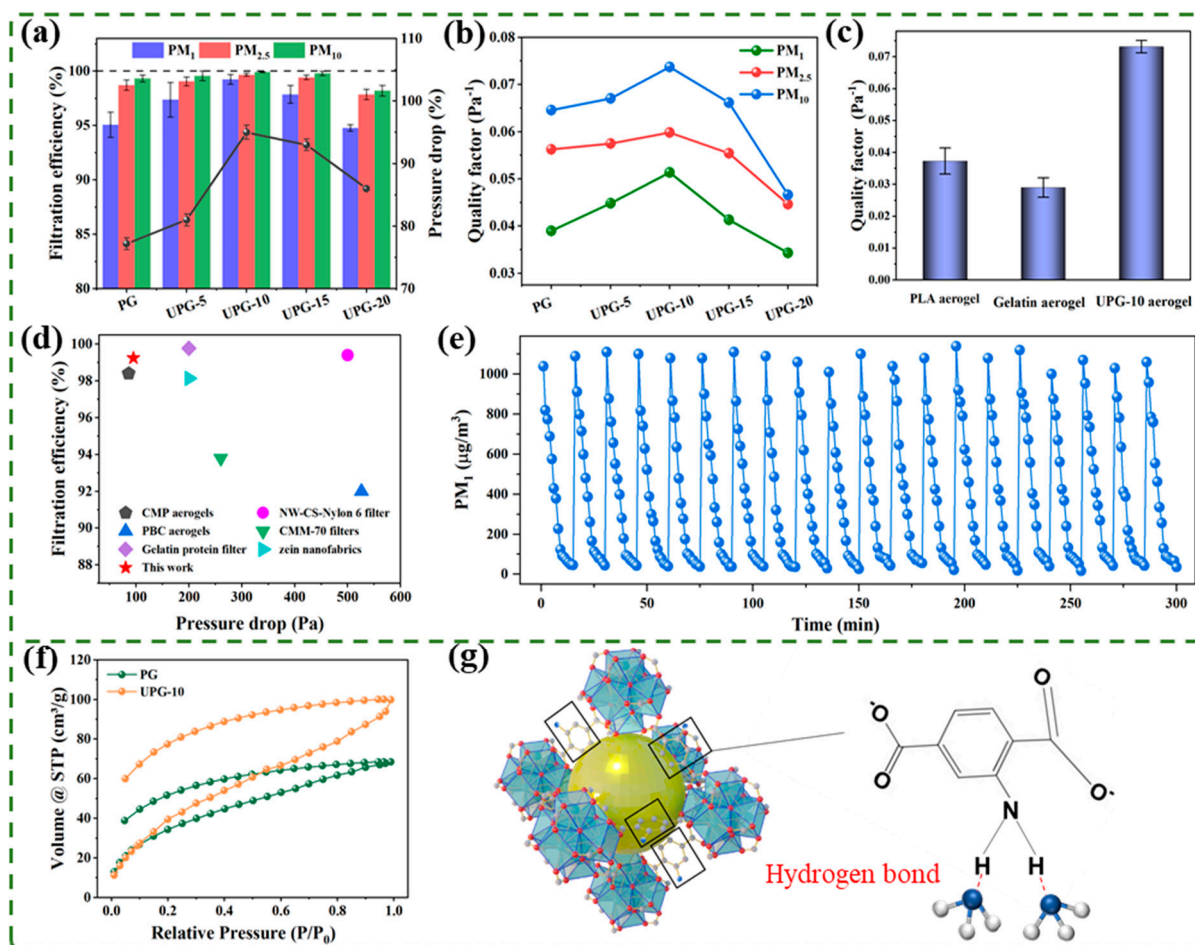 (a)
PM1 PM2.5 PM10
Filtration efficiency (%)
100
95
90
85
80
110
100
90
80
70
Pressure drop (%)
PG UPG-5 UPG-10 UPG-15 UPG-20
(b)
PM1
PM2.5
PM10
Quality factor (Pa-1)
0.08
0.07
0.06
0.05
0.04
0.03
PG UPG-5 UPG-10 UPG-15 UPG-20
(c)
Quality factor (Pa-1)
0.07
0.06
0.05
0.04
0.03
0.02
0.01
0.00
PLA aerogel Gelatin aerogel UPG-10 aerogel
(d)
Filtration efficiency (%)
100
98
96
94
92
90
88
CMP aerogels NW-CS-Nylon 6 filter
PBC aerogels CMM-70 filters
Gelatin protein filter zein nanofabrics
This work
100 200 300 400 500 600
Pressure drop (Pa)
(e)
PM1 (μg/m3)
1000
800
600
400
200
0
0 25 50 75 100 125 150 175 200 225 250 275 300
Time (min)
(f)
PG
UPG-10
Volume @ STP (cm3/g)
120
100
80
60
40
20
0
0.0 0.2 0.4 0.6 0.8 1.0
Relative Pressure (P/P0)
(g)
O
O
O
O
N
H H
Hydrogen bond